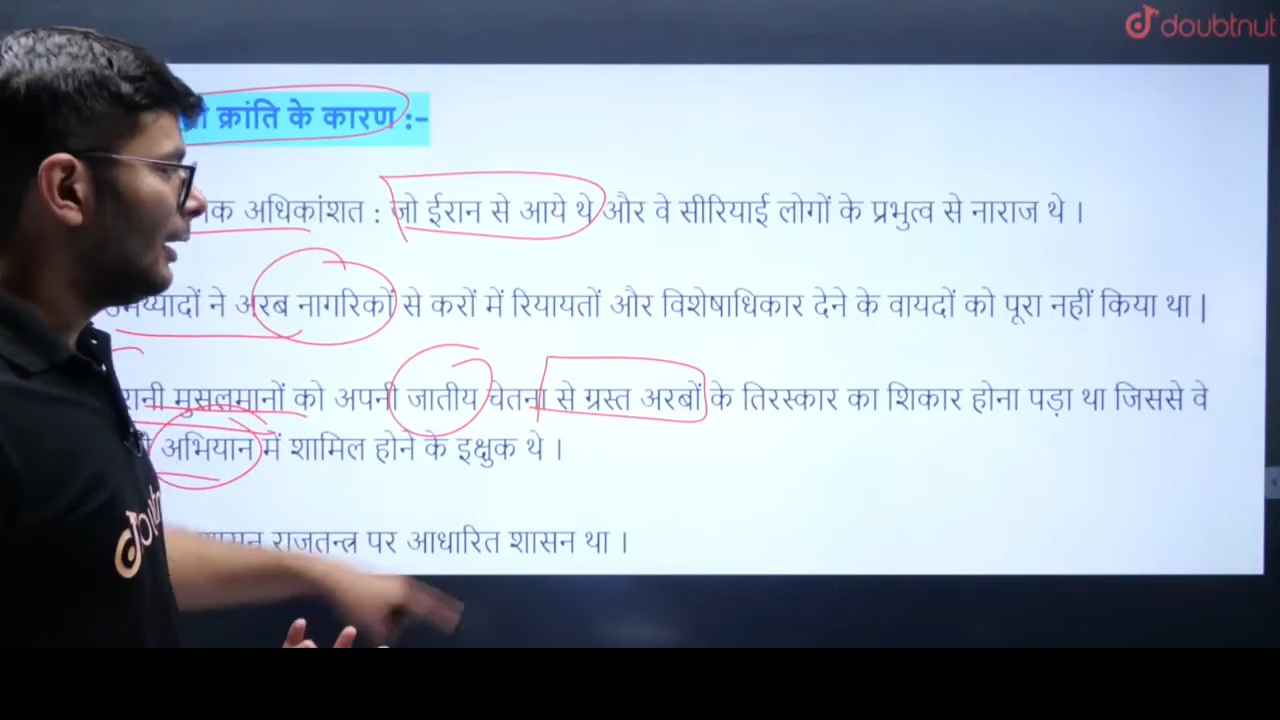 doubtnut
क्रांति के कारण :-
अधिकांशत : जो ईरान से आये थे और वे सीरियाई लोगों के प्रभुत्व से नाराज थे ।
ने अरब नागरिकों से करों में रियायतों और विशेषाधिकार देने के वायदों को पूरा नहीं किया था |
मुसलमानों को अपनी जातीय चेतना से ग्रस्त अरबों के तिरस्कार का शिकार होना पड़ा था जिससे वे
अभियान में शामिल होने के इक्षुक थे ।
राजतन्त्र पर आधारित शासन था ।